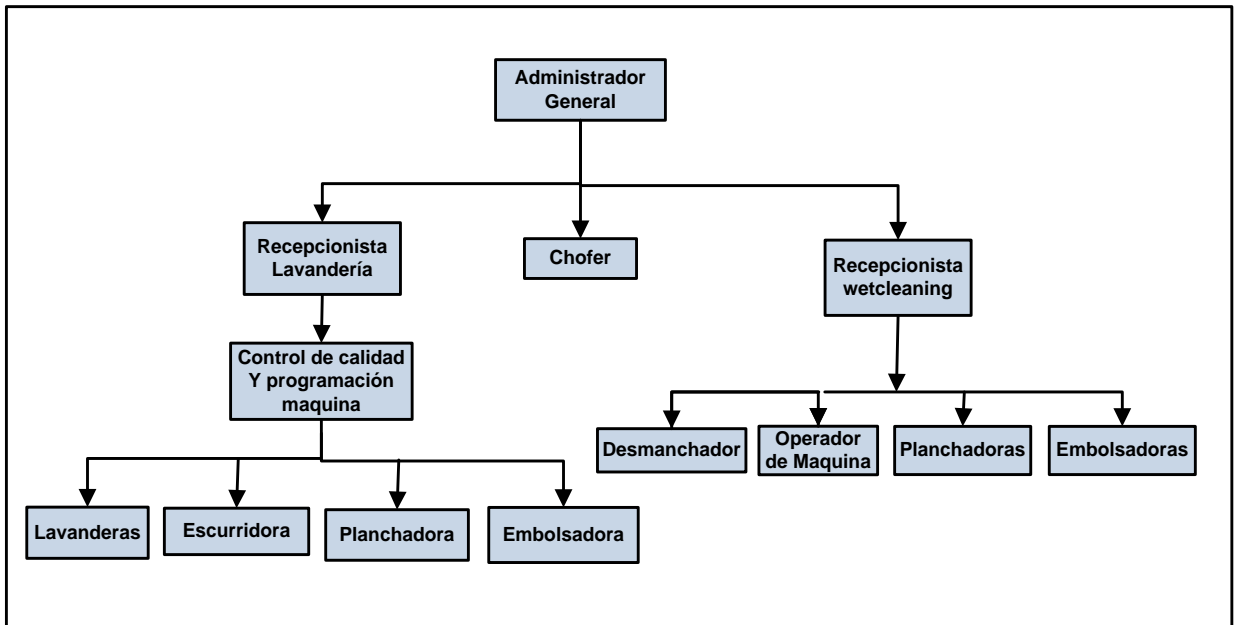 Administrador
General
Recepcionista
Lavandería
Chofer
Recepcionista
wetcleaning
Control de calidad
Y programación
maquina
Desmanchador
Operador
de Maquina
Planchadoras
Embolsadoras
Lavanderas
Escurridora
Planchadora
Embolsadora